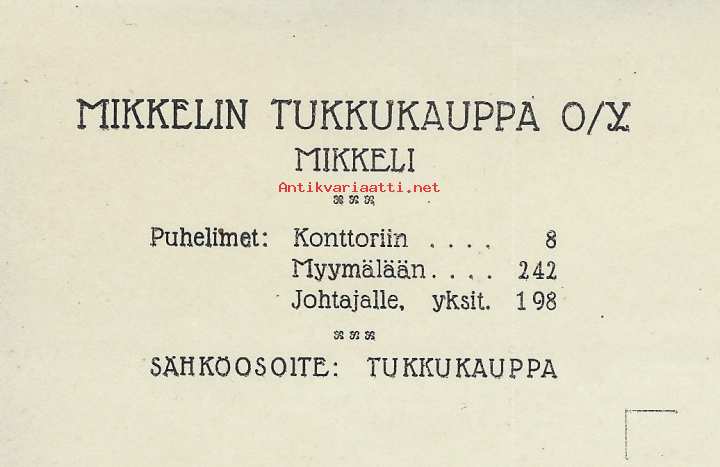 MIKKELIN TUKKUKAUPPA O/Y.
MIKKELI
Antikvariaatti.net
Puhelimet: Konttoriin .... 8
Myymälään.... 242
Johtajalle, yksit. 198
SÄHKÖOSOITE: TUKKUKAUPPA